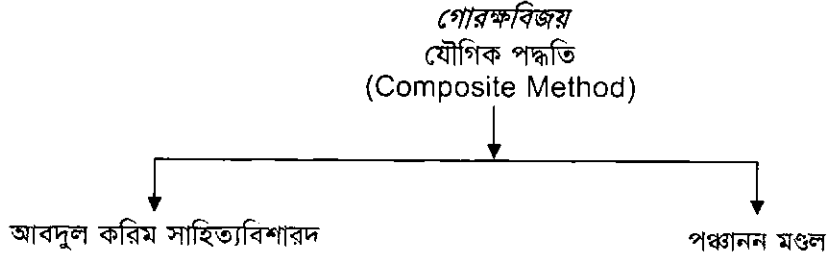 গোরক্ষবিজয়
যৌগিক পদ্ধতি
(Composite Method)
আবদুল করিম সাহিত্যবিশারদ
পঞ্চানন মণ্ডল